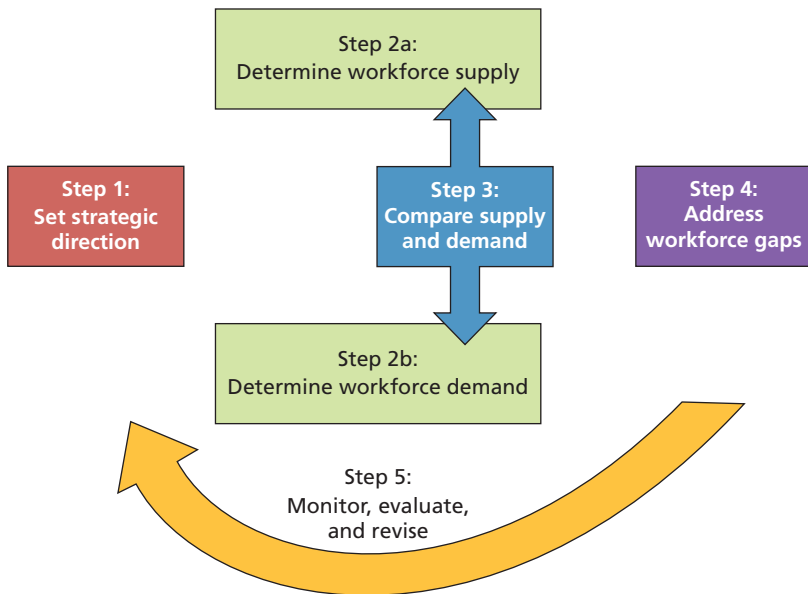 Step 2a:
Determine workforce supply
Step 1:
Set strategic
direction
Step 3:
Compare supply
and demand
Step 4:
Address
workforce gaps
Step 2b:
Determine workforce demand
Step 5:
Monitor, evaluate,
and revise